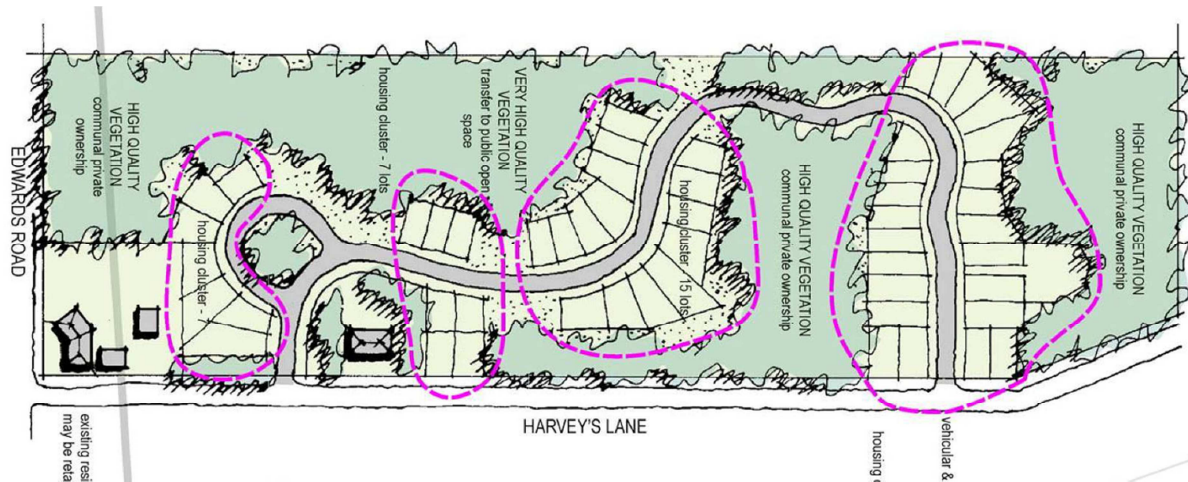 HIGH QUALITY
VEGETATION
communal private
ownership
housing cluster - 7 lots
VERY HIGH QUALITY
VEGETATION
transfer to public open
space
housing cluster
housing cluster - 15 lots
HIGH QUALITY VEGETATION
communal private ownership
HIGH QUALITY VEGETATION
communal private ownership
EDWARDS ROAD
HARVEY'S LANE
existing resi
may be reta
vehicular &
housing c